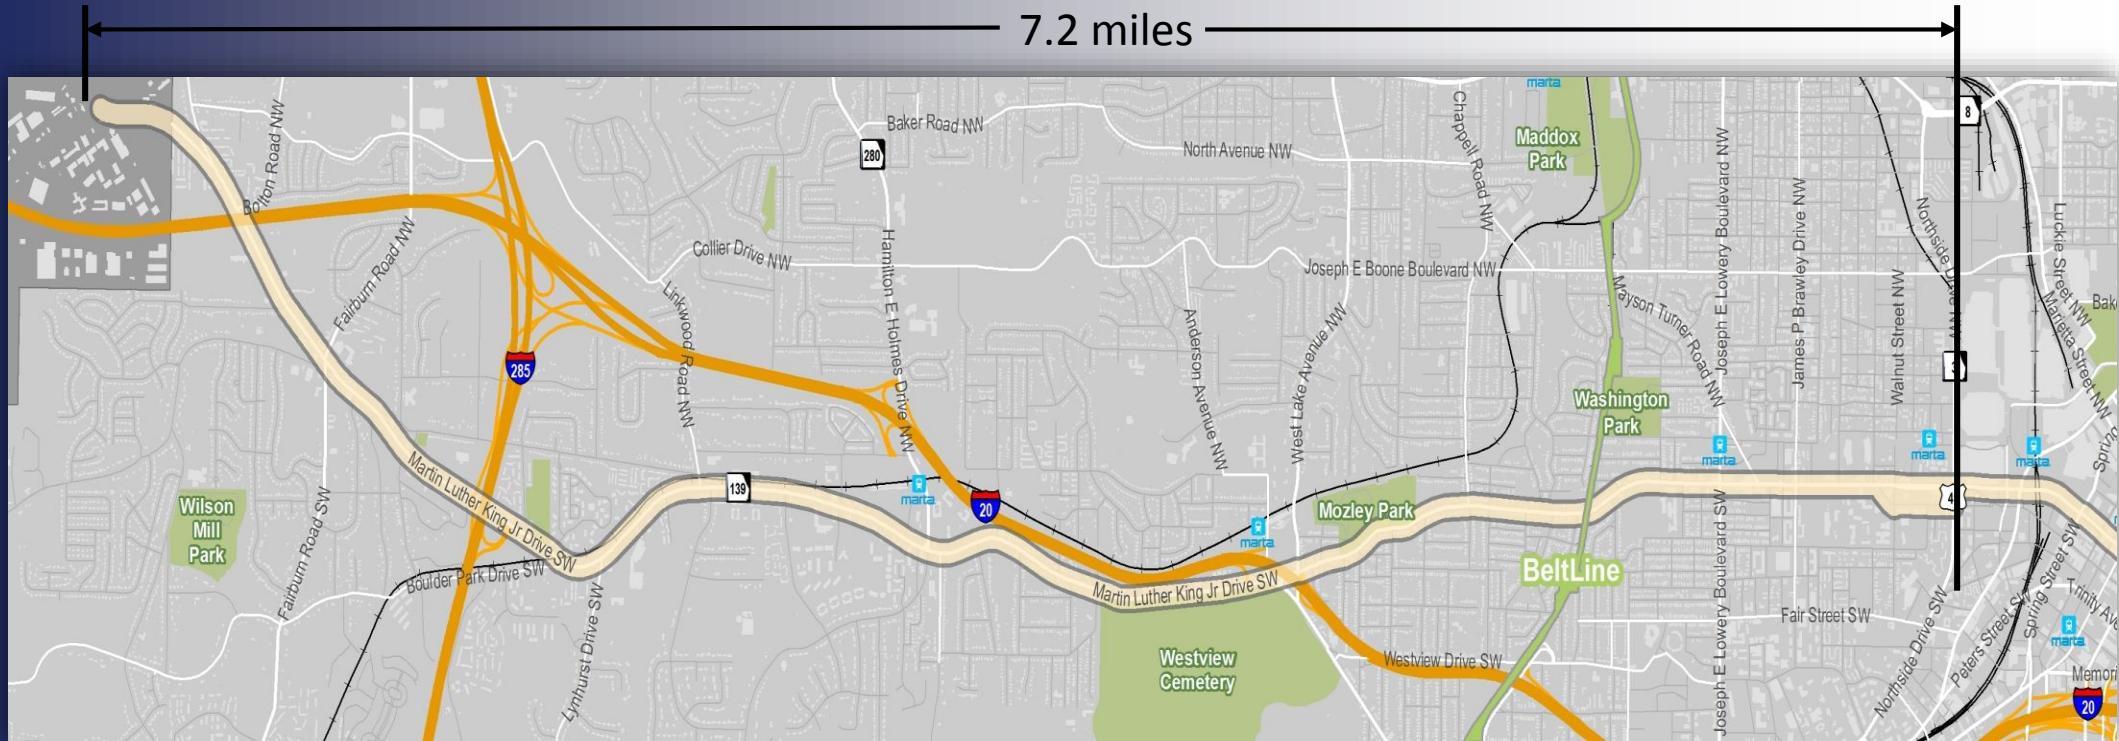 7.2 miles
marta
8
Baker Road NW
280
North Avenue NW
Chappell Road NW
Maddox
Park
Bolton Road NW
Fairburn Road NW
Collier Drive NW
Hamilton E Holmes Drive NW
Joseph E Boone Boulevard NW
Joseph E Lowery Boulevard NW
James P Brawley Drive NW
Luckie Street NW
Marietta Street NW
Walnut Street NW
Mayson Turner Road NW
Linkwood Road NW
Anderson Avenue NW
West Lake Avenue NW
285
3
Washington
Park
marta
marta
marta
Martin Luther King Jr Drive SW
139
marta
20
marta
Mozley Park
4
Wilson
Mill
Park
Fairburn Road SW
Boulder Park Drive SW
Lynhurst Drive SW
Martin Luther King Jr Drive SW
BeltLine
Joseph E Lowery Boulevard SW
Fair Street SW
Northside Drive SW
Peters Street SW
Spring Street SW
marta
Westview
Cemetery
Westview Drive SW
20